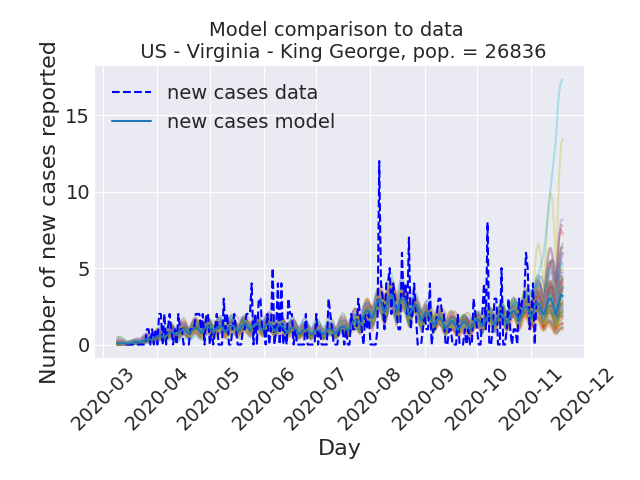 Model comparison to data
US - Virginia - King George, pop. = 26836
new cases data
new cases model
Number of new cases reported
15
10
5
0
2020-03
2020-04
2020-05
2020-06
2020-07
2020-08
2020-09
2020-10
2020-11
2020-12
Day